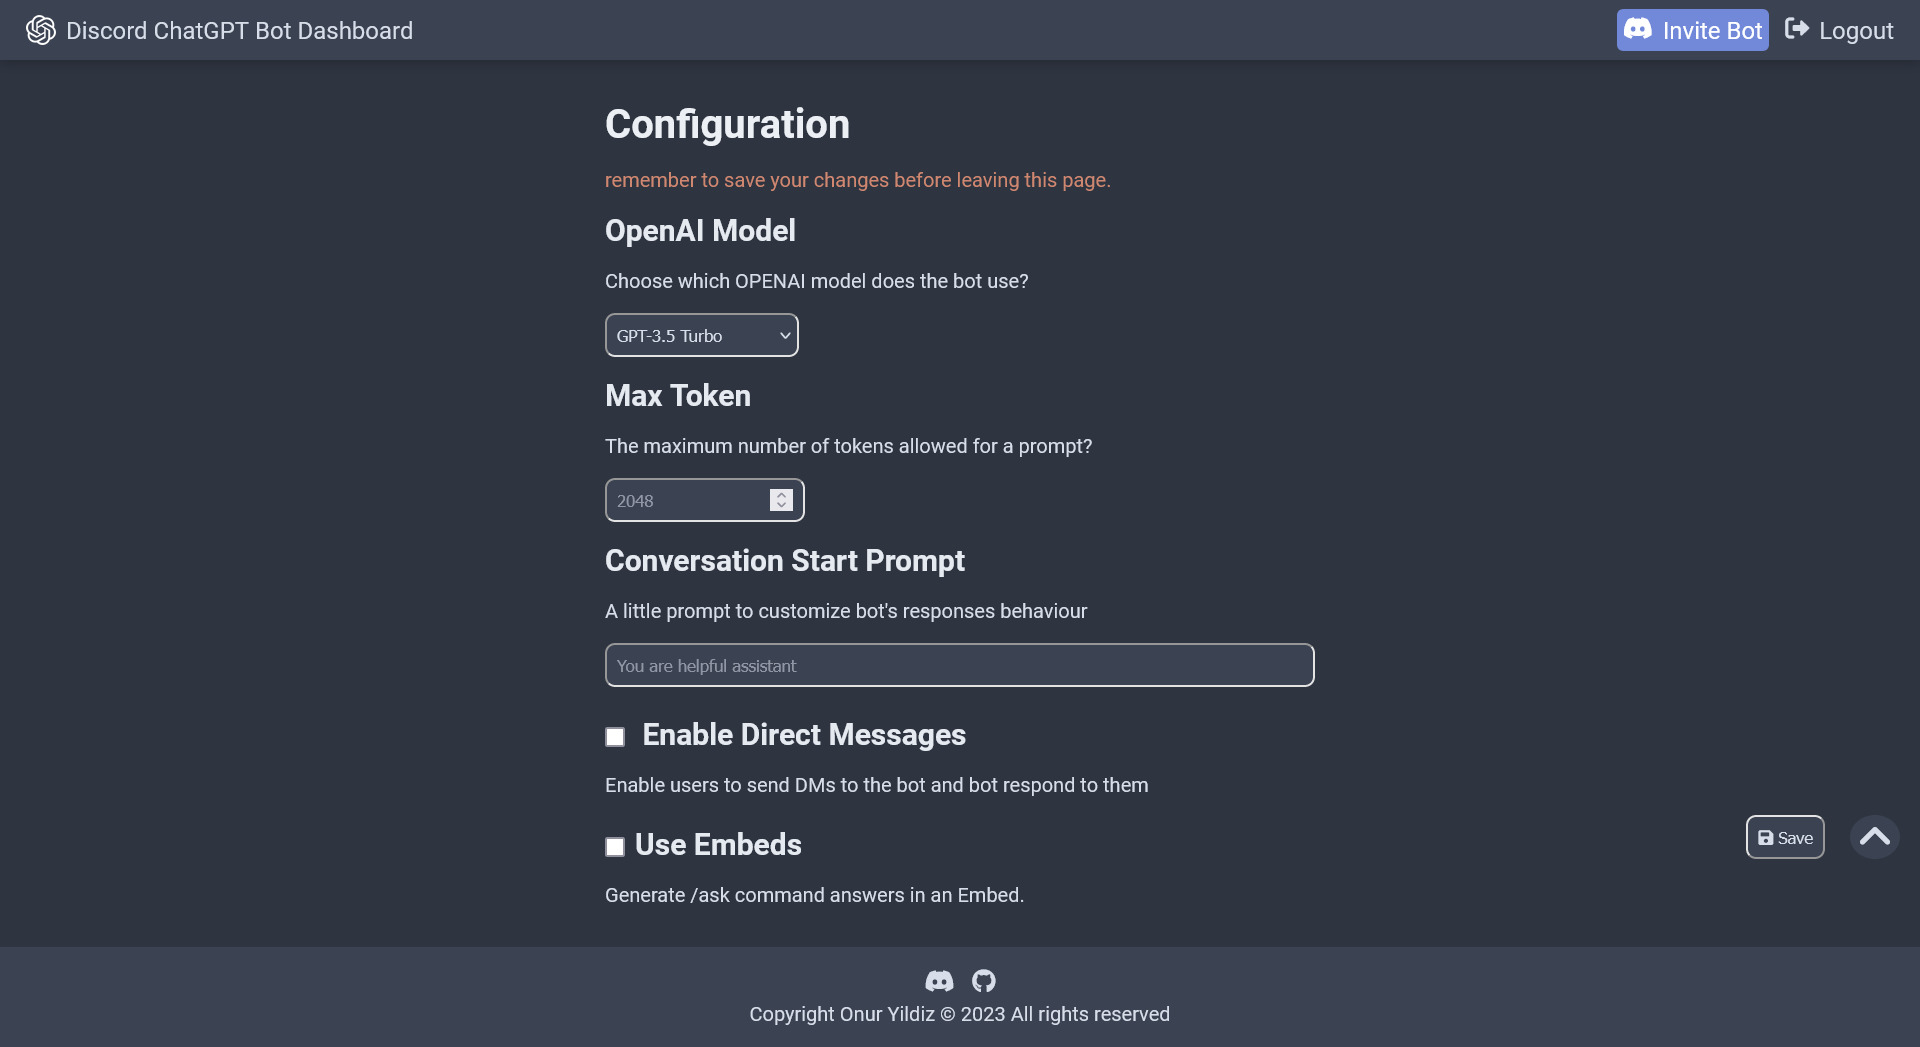 Discord ChatGPT Bot Dashboard
Invite Bot
Logout
Configuration
remember to save your changes before leaving this page.
OpenAI Model
Choose which OPENAI model does the bot use?
GPT-3.5 Turbo
Max Token
The maximum number of tokens allowed for a prompt?
2048
Conversation Start Prompt
A little prompt to customize bot's responses behaviour
You are helpful assistant
Enable Direct Messages
Enable users to send DMs to the bot and bot respond to them
Save
Use Embeds
Generate /ask command answers in an Embed.
Copyright Onur Yildiz © 2023 All rights reserved